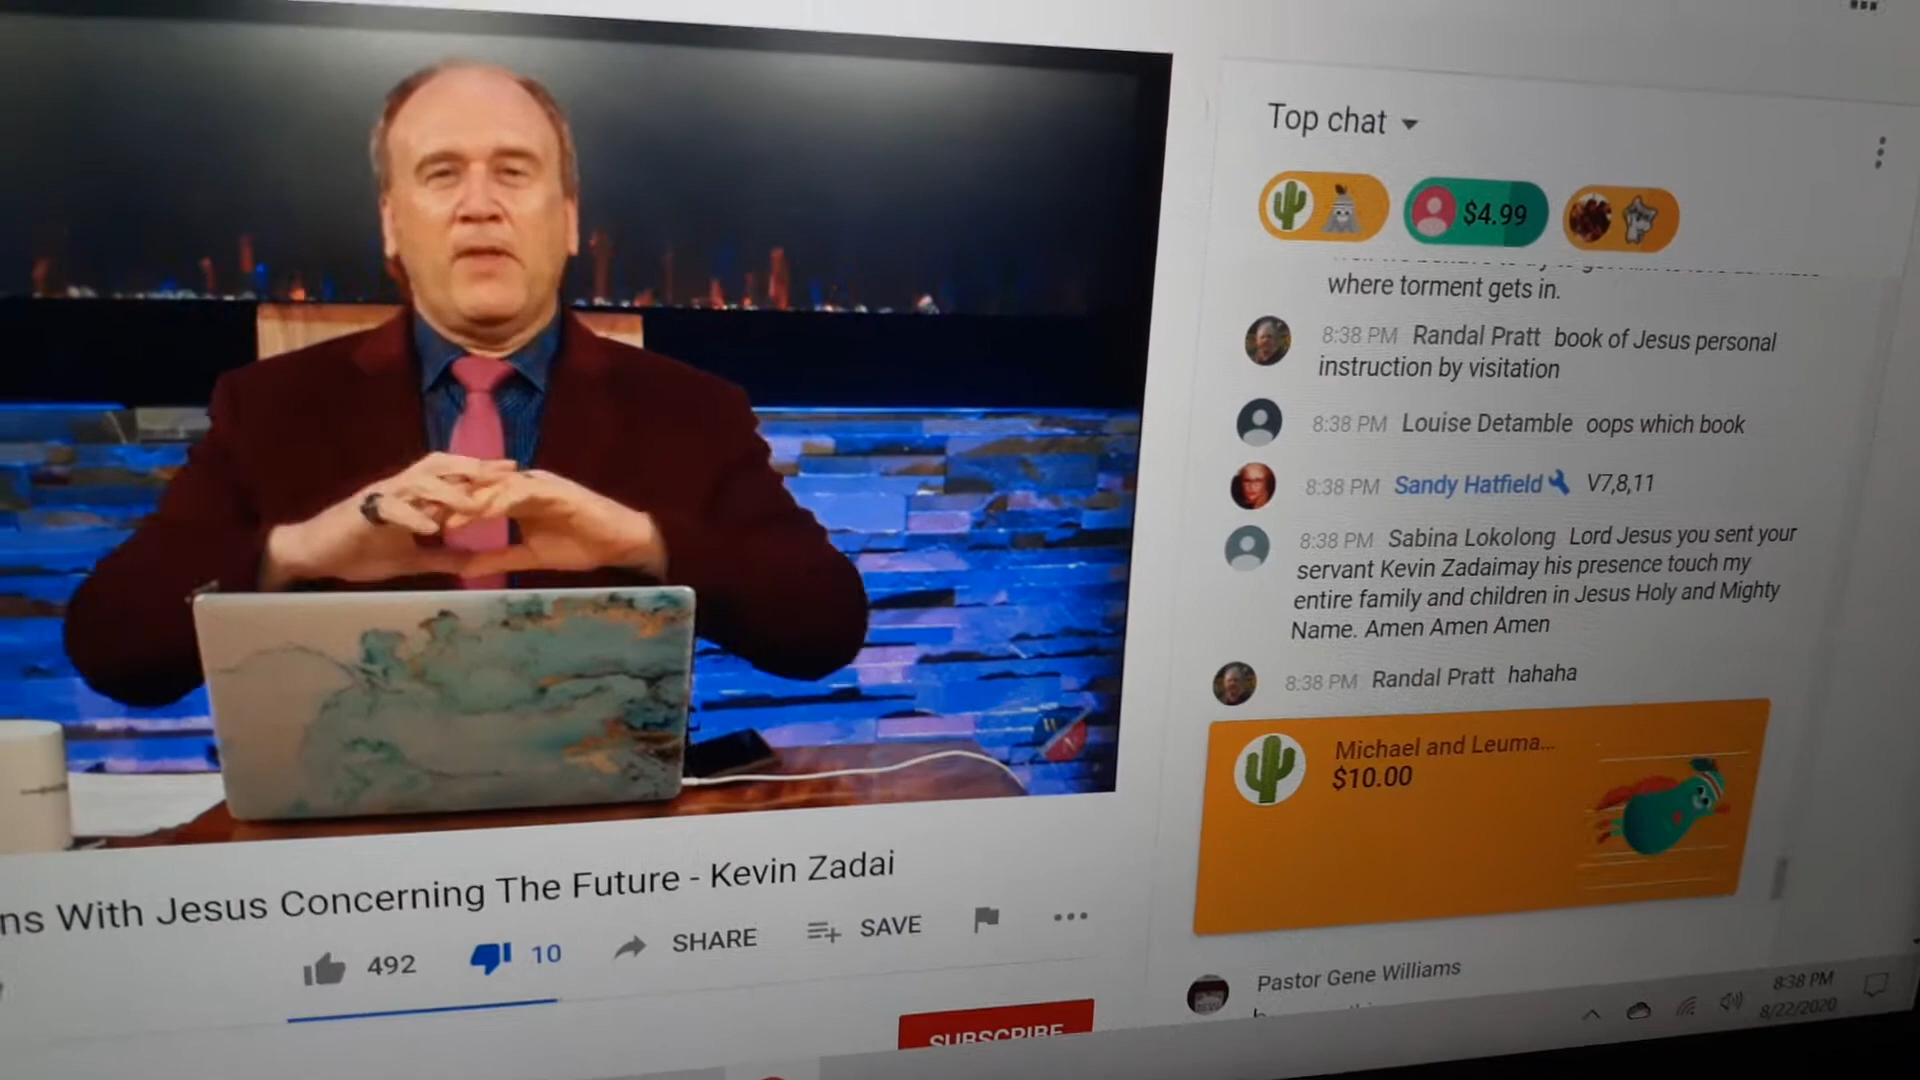 Top chat
$4.99
where torment gets in.
8:38 PM Randal Pratt book of Jesus personal
instruction by visitation
8:38 PM Louise Detamble oops which book
8:38 PM Sandy Hatfield V7,8,11
8:38 PM Sabina Lokolong Lord Jesus you sent your
servant Kevin Zadaimay his presence touch my
entire family and children in Jesus Holy and Mighty
Name. Amen Amen Amen
8:38 PM Randal Pratt hahaha
Michael and Leuma...
$10.00
Pastor Gene Williams
ns With Jesus Concerning The Future - Kevin Zadai
492 10 SHARE SAVE
SUBSCRIBE
8:38 PM
8/22/2020